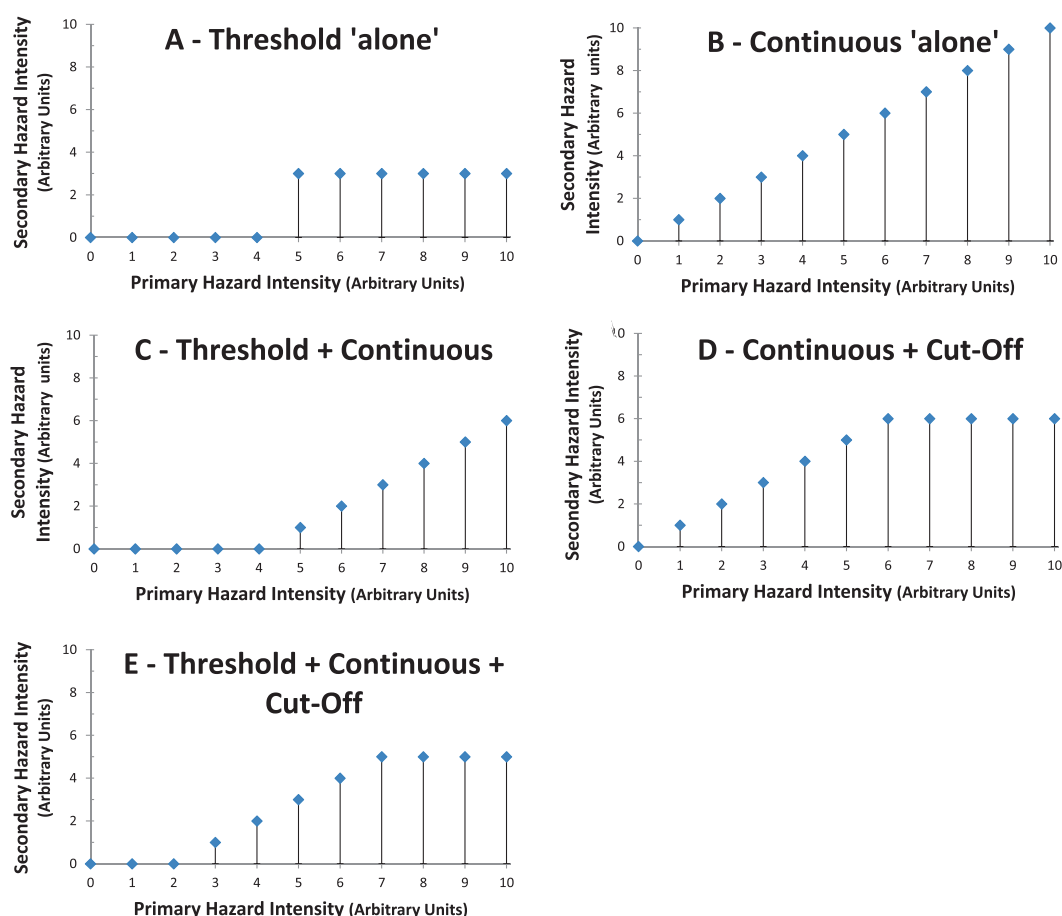 A - Threshold 'alone'
Secondary Hazard Intensity
(Arbitrary Units)
10
8
6
4
2
0
0 1 2 3 4 5 6 7 8 9 10
Primary Hazard Intensity (Arbitrary Units)
B - Continuous 'alone'
Secondary Hazard
Intensity (Arbitrary units)
10
8
6
4
2
0
0 1 2 3 4 5 6 7 8 9 10
Primary Hazard Intensity (Arbitrary Units)
C - Threshold + Continuous
Secondary Hazard
Intensity (Arbitrary units)
10
8
6
4
2
0
0 1 2 3 4 5 6 7 8 9 10
Primary Hazard Intensity (Arbitrary Units)
D - Continuous + Cut-Off
Secondary Hazard Intensity
(Arbitrary Units)
8
6
4
2
0
0 1 2 3 4 5 6 7 8 9 10
Primary Hazard Intensity (Arbitrary Units)
E - Threshold + Continuous +
Cut-Off
Secondary Hazard Intensity
(Arbitrary Units)
10
8
6
4
2
0
0 1 2 3 4 5 6 7 8 9 10
Primary Hazard Intensity (Arbitrary Units)